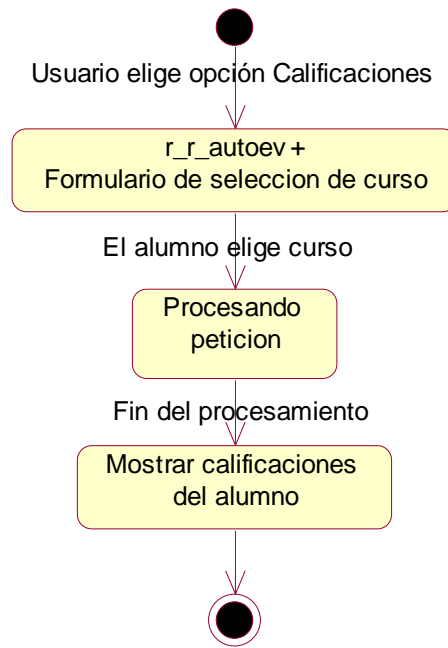 Usuario elige opción Calificaciones
r_r_autoev +
Formulario de seleccion de curso
El alumno elige curso
Procesando
peticion
Fin del procesamiento
Mostrar calificaciones
del alumno